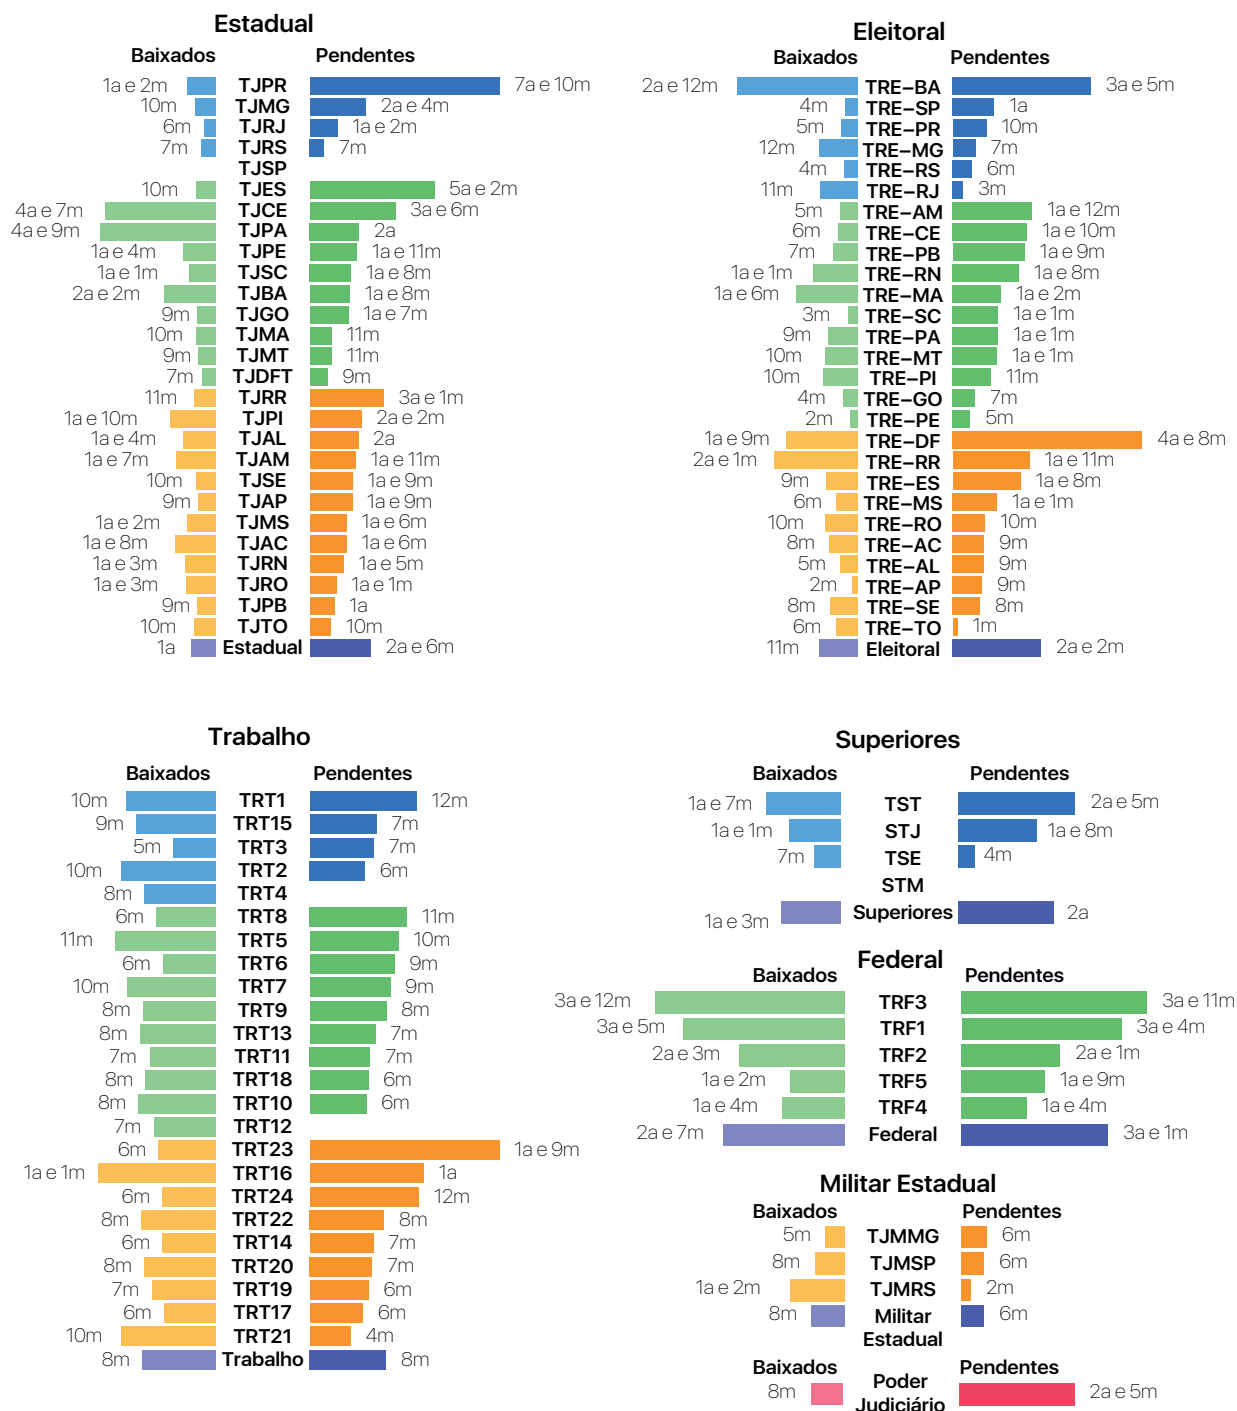 Estadual
Baixados Pendentes
1a e 2m TJPR 7a e 10m
10m TJMG 2a e 4m
6m TJRJ 1a e 2m
7m TJRS 7m
TJSP
10m TJES 5a e 2m
4a e 7m TJCE 3a e 6m
4a e 9m TJPA 2a
1a e 4m TJPE 1a e 11m
1a e 1m TJSC 1a e 8m
2a e 2m TJBA 1a e 8m
9m TJGO 1a e 7m
10m TJMA 11m
9m TJMT 11m
7m TJDFT 9m
11m TJRR 3a e 1m
1a e 10m TJPI 2a e 2m
1a e 4m TJAL 2a
1a e 7m TJAM 1a e 11m
10m TJSE 1a e 9m
9m TJAP 1a e 9m
1a e 2m TJMS 1a e 6m
1a e 8m TJAC 1a e 6m
1a e 3m TJRN 1a e 5m
1a e 3m TJRO 1a e 1m
9m TJPB 1a
10m TJTO 10m
1a Estadual 2a e 6m
Eleitoral
Baixados Pendentes
2a e 12m TRE–BA 3a e 5m
4m TRE–SP 1a
5m TRE–PR 10m
12m TRE–MG 7m
4m TRE–RS 6m
11m TRE–RJ 3m
5m TRE–AM 1a e 12m
6m TRE–CE 1a e 10m
7m TRE–PB 1a e 9m
1a e 1m TRE–RN 1a e 8m
1a e 6m TRE–MA 1a e 2m
3m TRE–SC 1a e 1m
9m TRE–PA 1a e 1m
10m TRE–MT 1a e 1m
10m TRE–PI 11m
4m TRE–GO 7m
2m TRE–PE 5m
1a e 9m TRE–DF 4a e 8m
2a e 1m TRE–RR 1a e 11m
9m TRE–ES 1a e 8m
6m TRE–MS 1a e 1m
10m TRE–RO 10m
8m TRE–AC 9m
5m TRE–AL 9m
2m TRE–AP 9m
8m TRE–SE 8m
6m TRE–TO 1m
11m Eleitoral 2a e 2m
Trabalho
Baixados Pendentes
10m TRT1 12m
9m TRT15 7m
5m TRT3 7m
10m TRT2 6m
8m TRT4
6m TRT8 11m
11m TRT5 10m
6m TRT6 9m
10m TRT7 9m
8m TRT9 8m
8m TRT13 7m
7m TRT11 7m
8m TRT18 6m
8m TRT10 6m
7m TRT12
6m TRT23 1a e 9m
1a e 1m TRT16 1a
6m TRT24 12m
8m TRT22 8m
6m TRT14 7m
8m TRT20 7m
7m TRT19 6m
6m TRT17 6m
10m TRT21 4m
8m Trabalho 8m
Superiores
Baixados Pendentes
1a e 7m TST 2a e 5m
1a e 1m STJ 1a e 8m
7m TSE 4m
STM
1a e 3m Superiores 2a
Federal
Baixados Pendentes
3a e 12m TRF3 3a e 11m
3a e 5m TRF1 3a e 4m
2a e 3m TRF2 2a e 1m
1a e 2m TRF5 1a e 9m
1a e 4m TRF4 1a e 4m
2a e 7m Federal 3a e 1m
Militar Estadual
Baixados Pendentes
5m TJMMG 6m
8m TJMSP 6m
1a e 2m TJMRS 2m
8m Militar 6m
Estadual
Baixados Pendentes
8m Poder 2a e 5m
Judiciário